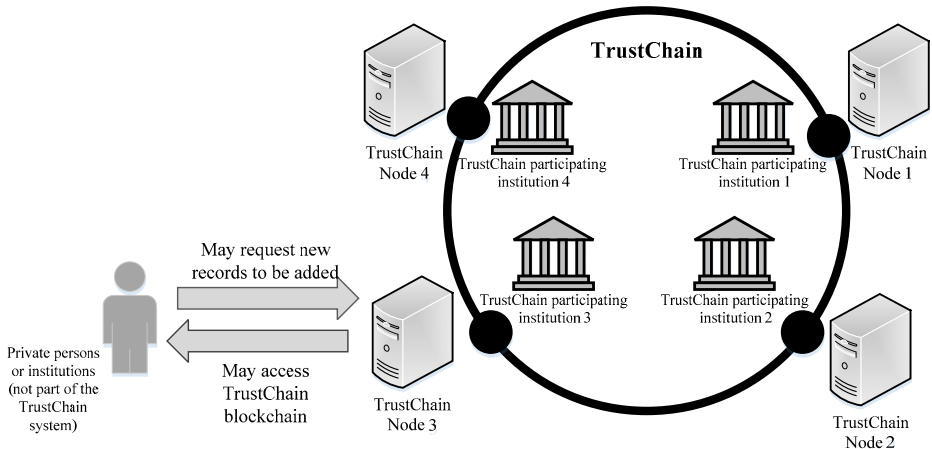 TrustChain
TrustChain
Node 4
TrustChain participating
institution 4
TrustChain participating
institution 1
TrustChain
Node 1
May request new
records to be added
TrustChain participating
institution 3
TrustChain participating
institution 2
Private persons
or institutions
(not part of the
TrustChain
system)
May access
TrustChain
blockchain
TrustChain
Node 3
TrustChain
Node 2